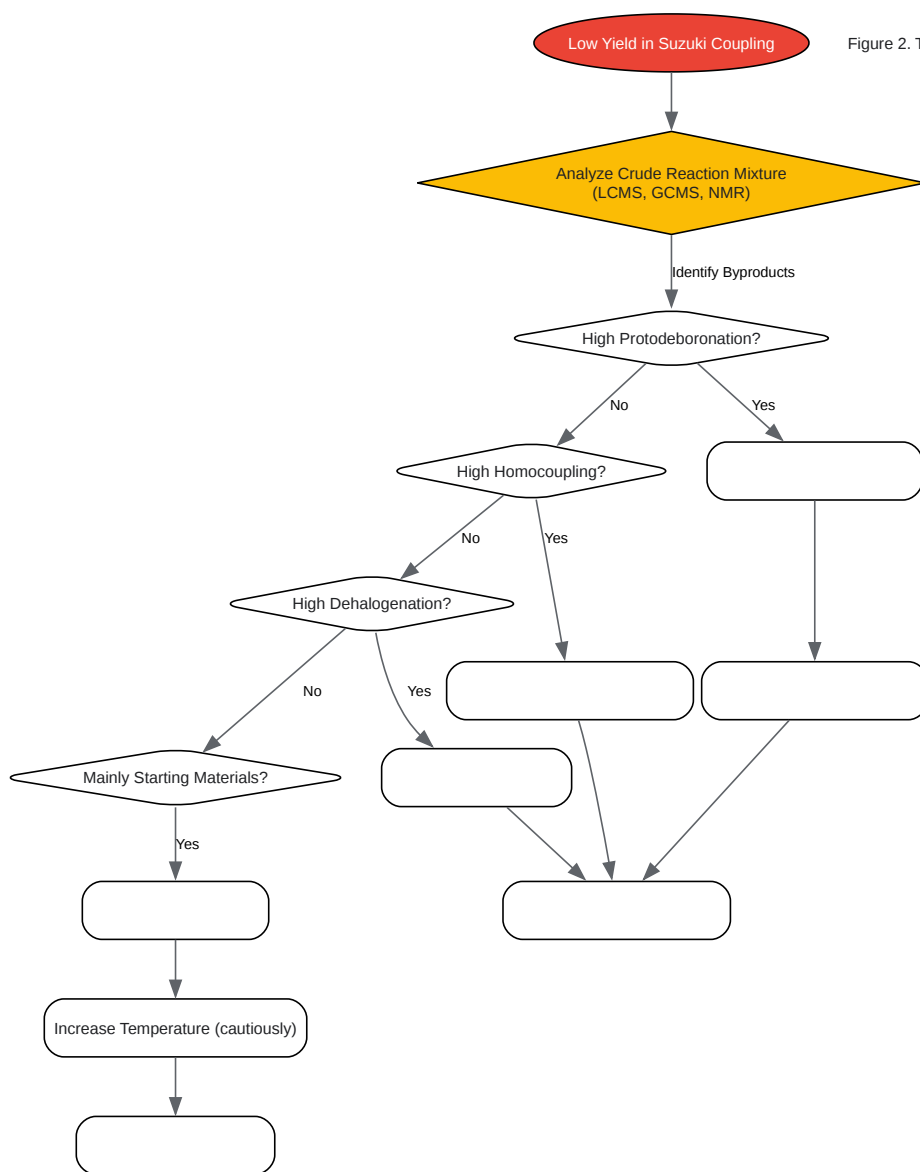 Low Yield in Suzuki Coupling
Figure 2. T
Analyze Crude Reaction Mixture
(LCMS, GCMS, NMR)
Identify Byproducts
High Protodeboronation?
No
Yes
High Homocoupling?
No
Yes
High Dehalogenation?
No
Yes
Mainly Starting Materials?
Yes
Increase Temperature (cautiously)